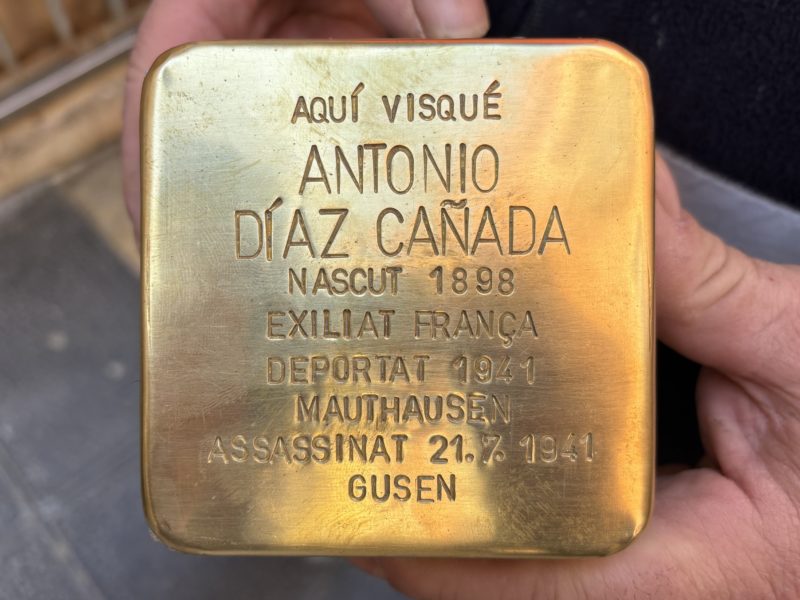 AQUÍ VISQUÉ
ANTONIO
DÍAZ CAÑADA
NASCUT 1898
EXILIAT FRANÇA
DEPORTAT 1941
MAUTHAUSEN
ASSASSINAT 21.7.1941
GUSEN